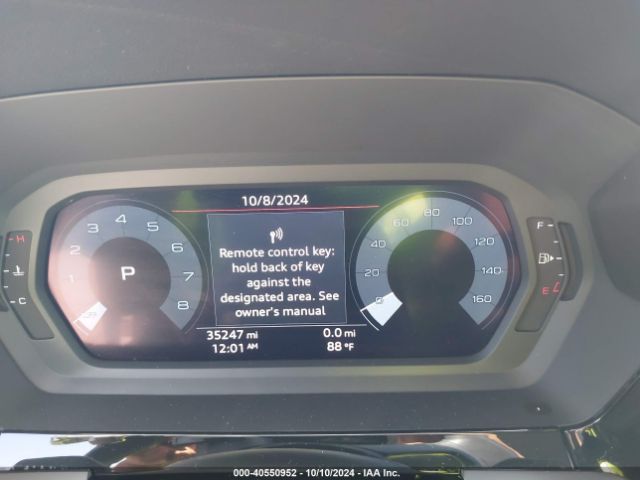 10/8/2024
Remote control key:
hold back of key
against the
designated area. See
owner's manual
1 2 3 4 5 6 7 8
P
0 20 40 60 80 100 120 140 160
35247 mi
0.0 mi
12:01 AM
88 °F
H
C
F
E
000-40550952 - 10/10/2024 - IAA Inc.